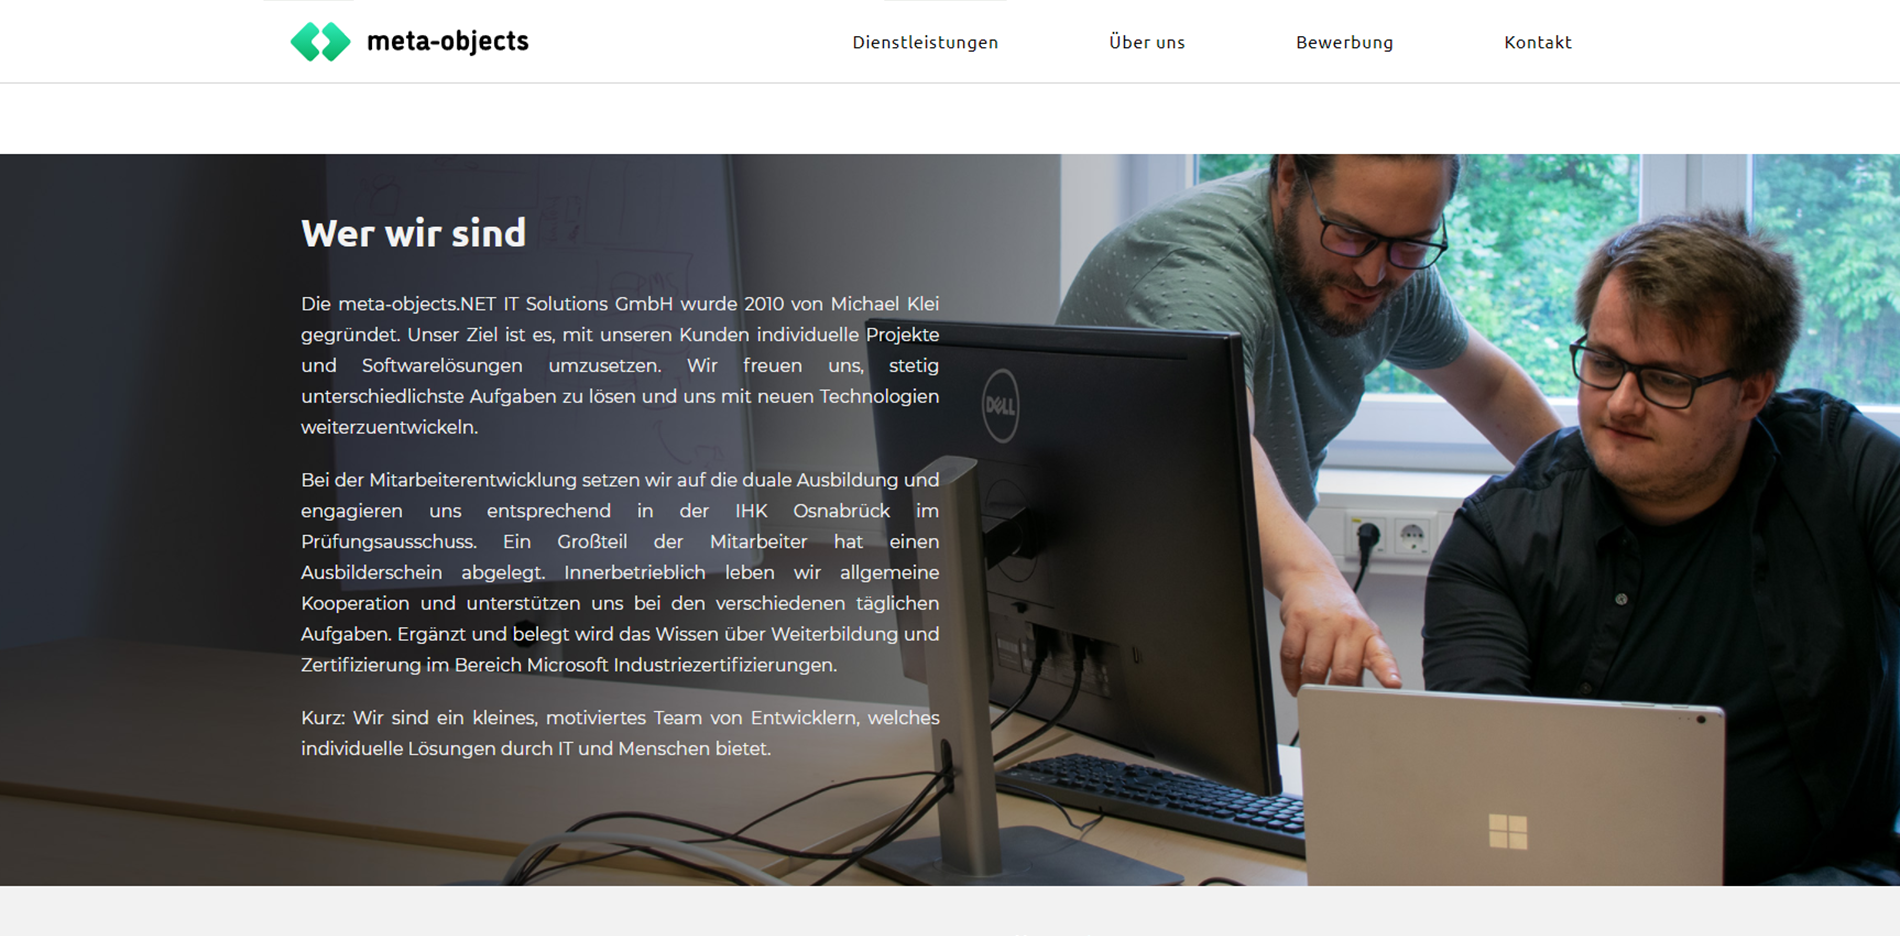 meta-objects
Dienstleistungen
Über uns
Bewerbung
Kontakt
Wer wir sind
Die meta-objects.NET IT Solutions GmbH wurde 2010 von Michael Klei
gegründet. Unser Ziel ist es, mit unseren Kunden individuelle Projekte
und Softwarelösungen umzusetzen. Wir freuen uns, stetig
unterschiedlichste Aufgaben zu lösen und uns mit neuen Technologien
weiterzuentwickeln.
Bei der Mitarbeiterentwicklung setzen wir auf die duale Ausbildung und
engagieren uns entsprechend in der IHK Osnabrück im
Prüfungsausschuss. Ein Großteil der Mitarbeiter hat einen
Ausbilderschein abgelegt. Innerbetrieblich leben wir allgemeine
Kooperation und unterstützen uns bei den verschiedenen täglichen
Aufgaben. Ergänzt und belegt wird das Wissen über Weiterbildung und
Zertifizierung im Bereich Microsoft Industriezertifizierungen.
Kurz: Wir sind ein kleines, motiviertes Team von Entwicklern, welches
individuelle Lösungen durch IT und Menschen bietet.
DELL